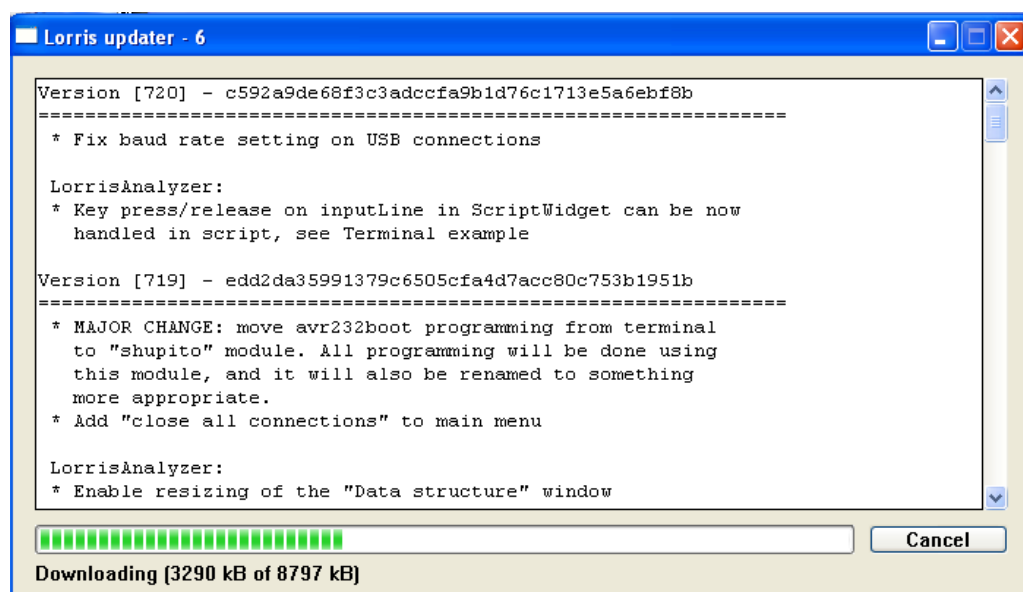 Lorris updater - 6
Version [720] - c592a9de68f3c3adccfa9b1d76c1713e5a6ebf8b
================================================================
* Fix baud rate setting on USB connections
LorrisAnalyzer:
* Key press/release on inputLine in ScriptWidget can be now
handled in script, see Terminal example
Version [719] - edd2da35991379c6505cfa4d7acc80c753b1951b
================================================================
* MAJOR CHANGE: move avr232boot programming from terminal
to "shupito" module. All programming will be done using
this module, and it will also be renamed to something
more appropriate.
* Add "close all connections" to main menu
LorrisAnalyzer:
* Enable resizing of the "Data structure" window
Cancel
Downloading (3290 kB of 8797 kB)